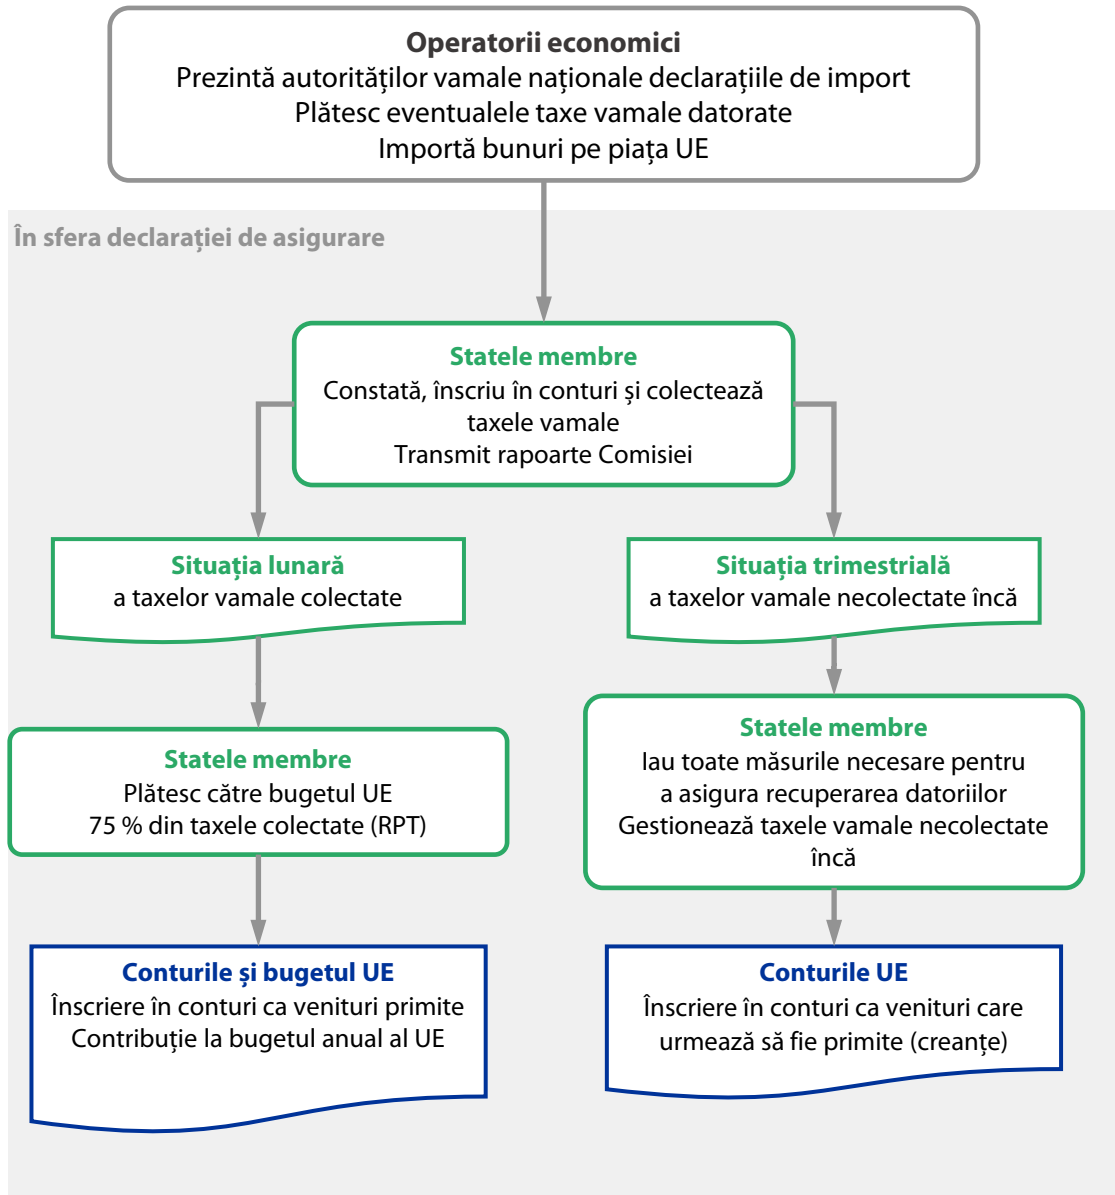 Operatorii economici
Prezintă autorităților vamale naționale declarațiile de import
Plătesc eventualele taxe vamale datorate
Importă bunuri pe piața UE
În sfera declarației de asigurare
Statele membre
Constată, înscriu în conturi și colectează
taxele vamale
Transmit rapoarte Comisiei
Situația lunară
a taxelor vamale colectate
Situația trimestrială
a taxelor vamale necolectate încă
Statele membre
Plătesc către bugetul UE
75 % din taxele colectate (RPT)
Statele membre
Iau toate măsurile necesare pentru
a asigura recuperarea datoriilor
Gestionează taxele vamale necolectate
încă
Conturile și bugetul UE
Înscriere în conturi ca venituri primite
Contribuție la bugetul anual al UE
Conturile UE
Înscriere în conturi ca venituri care
urmează să fie primite (creanțe)